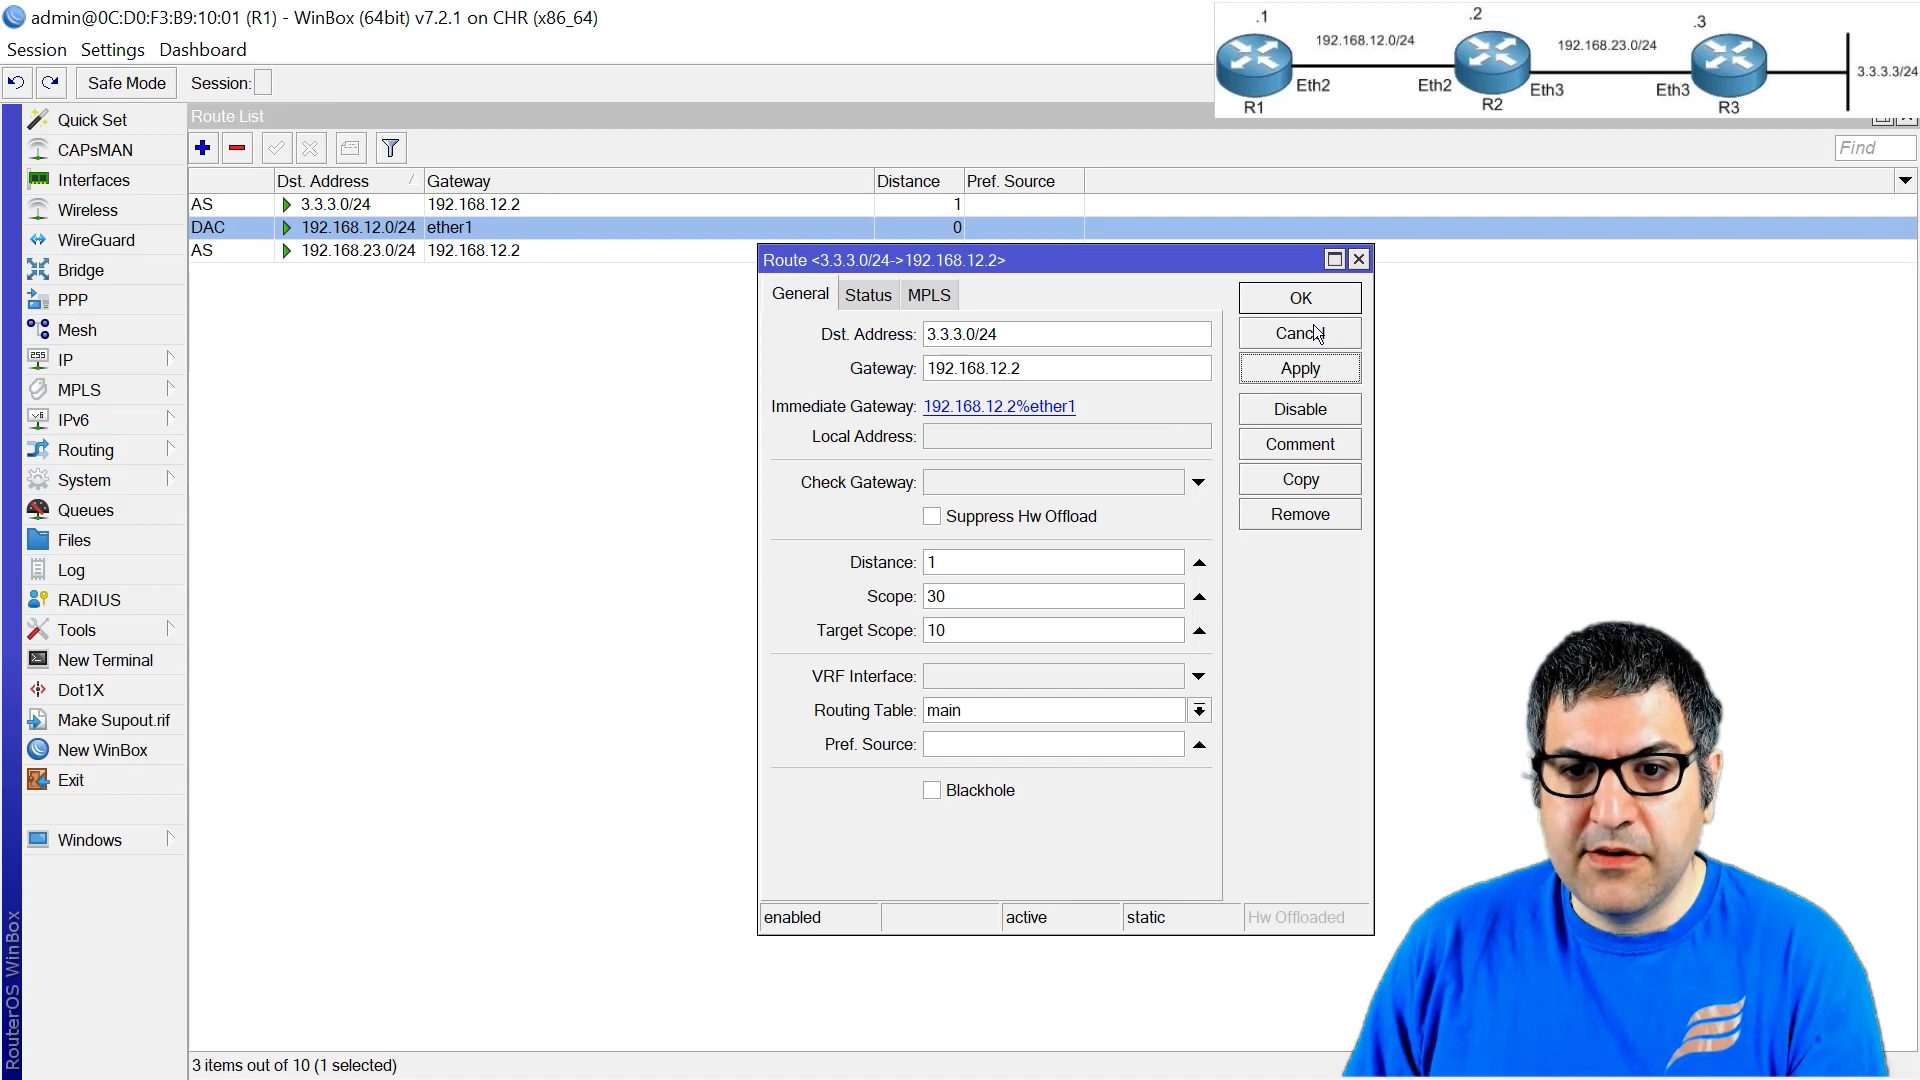 admin@0C:D0:F3:B9:10:01 (R1) - WinBox (64bit) v7.2.1 on CHR (x86_64)
Session Settings Dashboard
Safe Mode Session:
.1 .2 .3
192.168.12.0/24 192.168.23.0/24
3.3.3.3/24
Eth2 Eth2 Eth3 Eth3
R1 R2 R3
Quick Set
CAPsMAN
Interfaces
Wireless
WireGuard
Bridge
PPP
Mesh
IP
MPLS
IPv6
Routing
System
Queues
Files
Log
RADIUS
Tools
New Terminal
Dot1X
Make Supout.rif
New WinBox
Exit
Windows
RouterOS WinBox
Route List
Find
Dst. Address Gateway Distance Pref. Source
AS 3.3.3.0/24 192.168.12.2 1
DAC 192.168.12.0/24 ether1 0
AS 192.168.23.0/24 192.168.12.2
Route <3.3.3.0/24->192.168.12.2>
General Status MPLS
Dst. Address: 3.3.3.0/24
Gateway: 192.168.12.2
Immediate Gateway: 192.168.12.2%ether1
Local Address:
Check Gateway:
Suppress Hw Offload
Distance: 1
Scope: 30
Target Scope: 10
VRF Interface:
Routing Table: main
Pref. Source:
Blackhole
OK
Cancel
Apply
Disable
Comment
Copy
Remove
enabled active static Hw Offloaded
3 items out of 10 (1 selected)